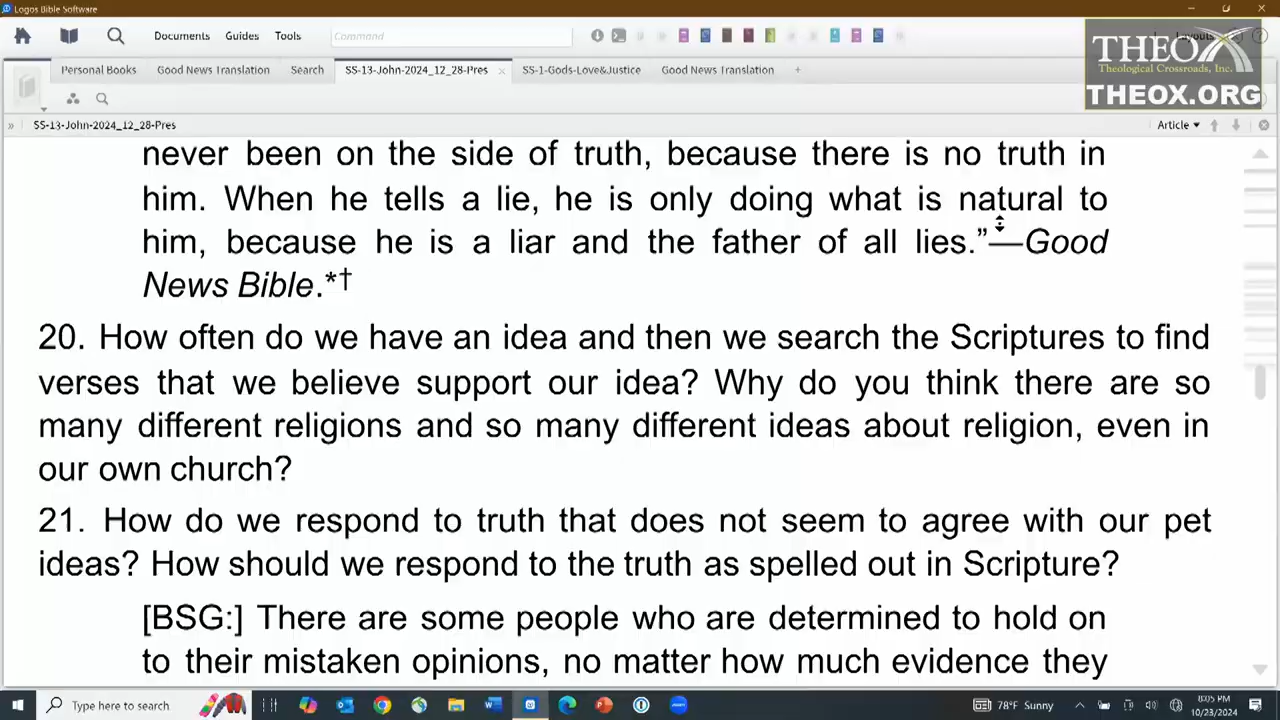 Logos Bible Software
Documents Guides Tools Command Layouts
THEOX
Theological Crossroads, Inc.
THEOX.ORG
Personal Books Good News Translation Search SS-13-John-2024_12_28-Pres SS-1-Gods-Love&Justice Good News Translation
SS-13-John-2024_12_28-Pres Article
never been on the side of truth, because there is no truth in
him. When he tells a lie, he is only doing what is natural to
him, because he is a liar and the father of all lies.”—Good
News Bible.*†
20. How often do we have an idea and then we search the Scriptures to find
verses that we believe support our idea? Why do you think there are so
many different religions and so many different ideas about religion, even in
our own church?
21. How do we respond to truth that does not seem to agree with our pet
ideas? How should we respond to the truth as spelled out in Scripture?
[BSG:] There are some people who are determined to hold on
to their mistaken opinions, no matter how much evidence they
Type here to search 78°F Sunny 8:05 PM
10/23/2024